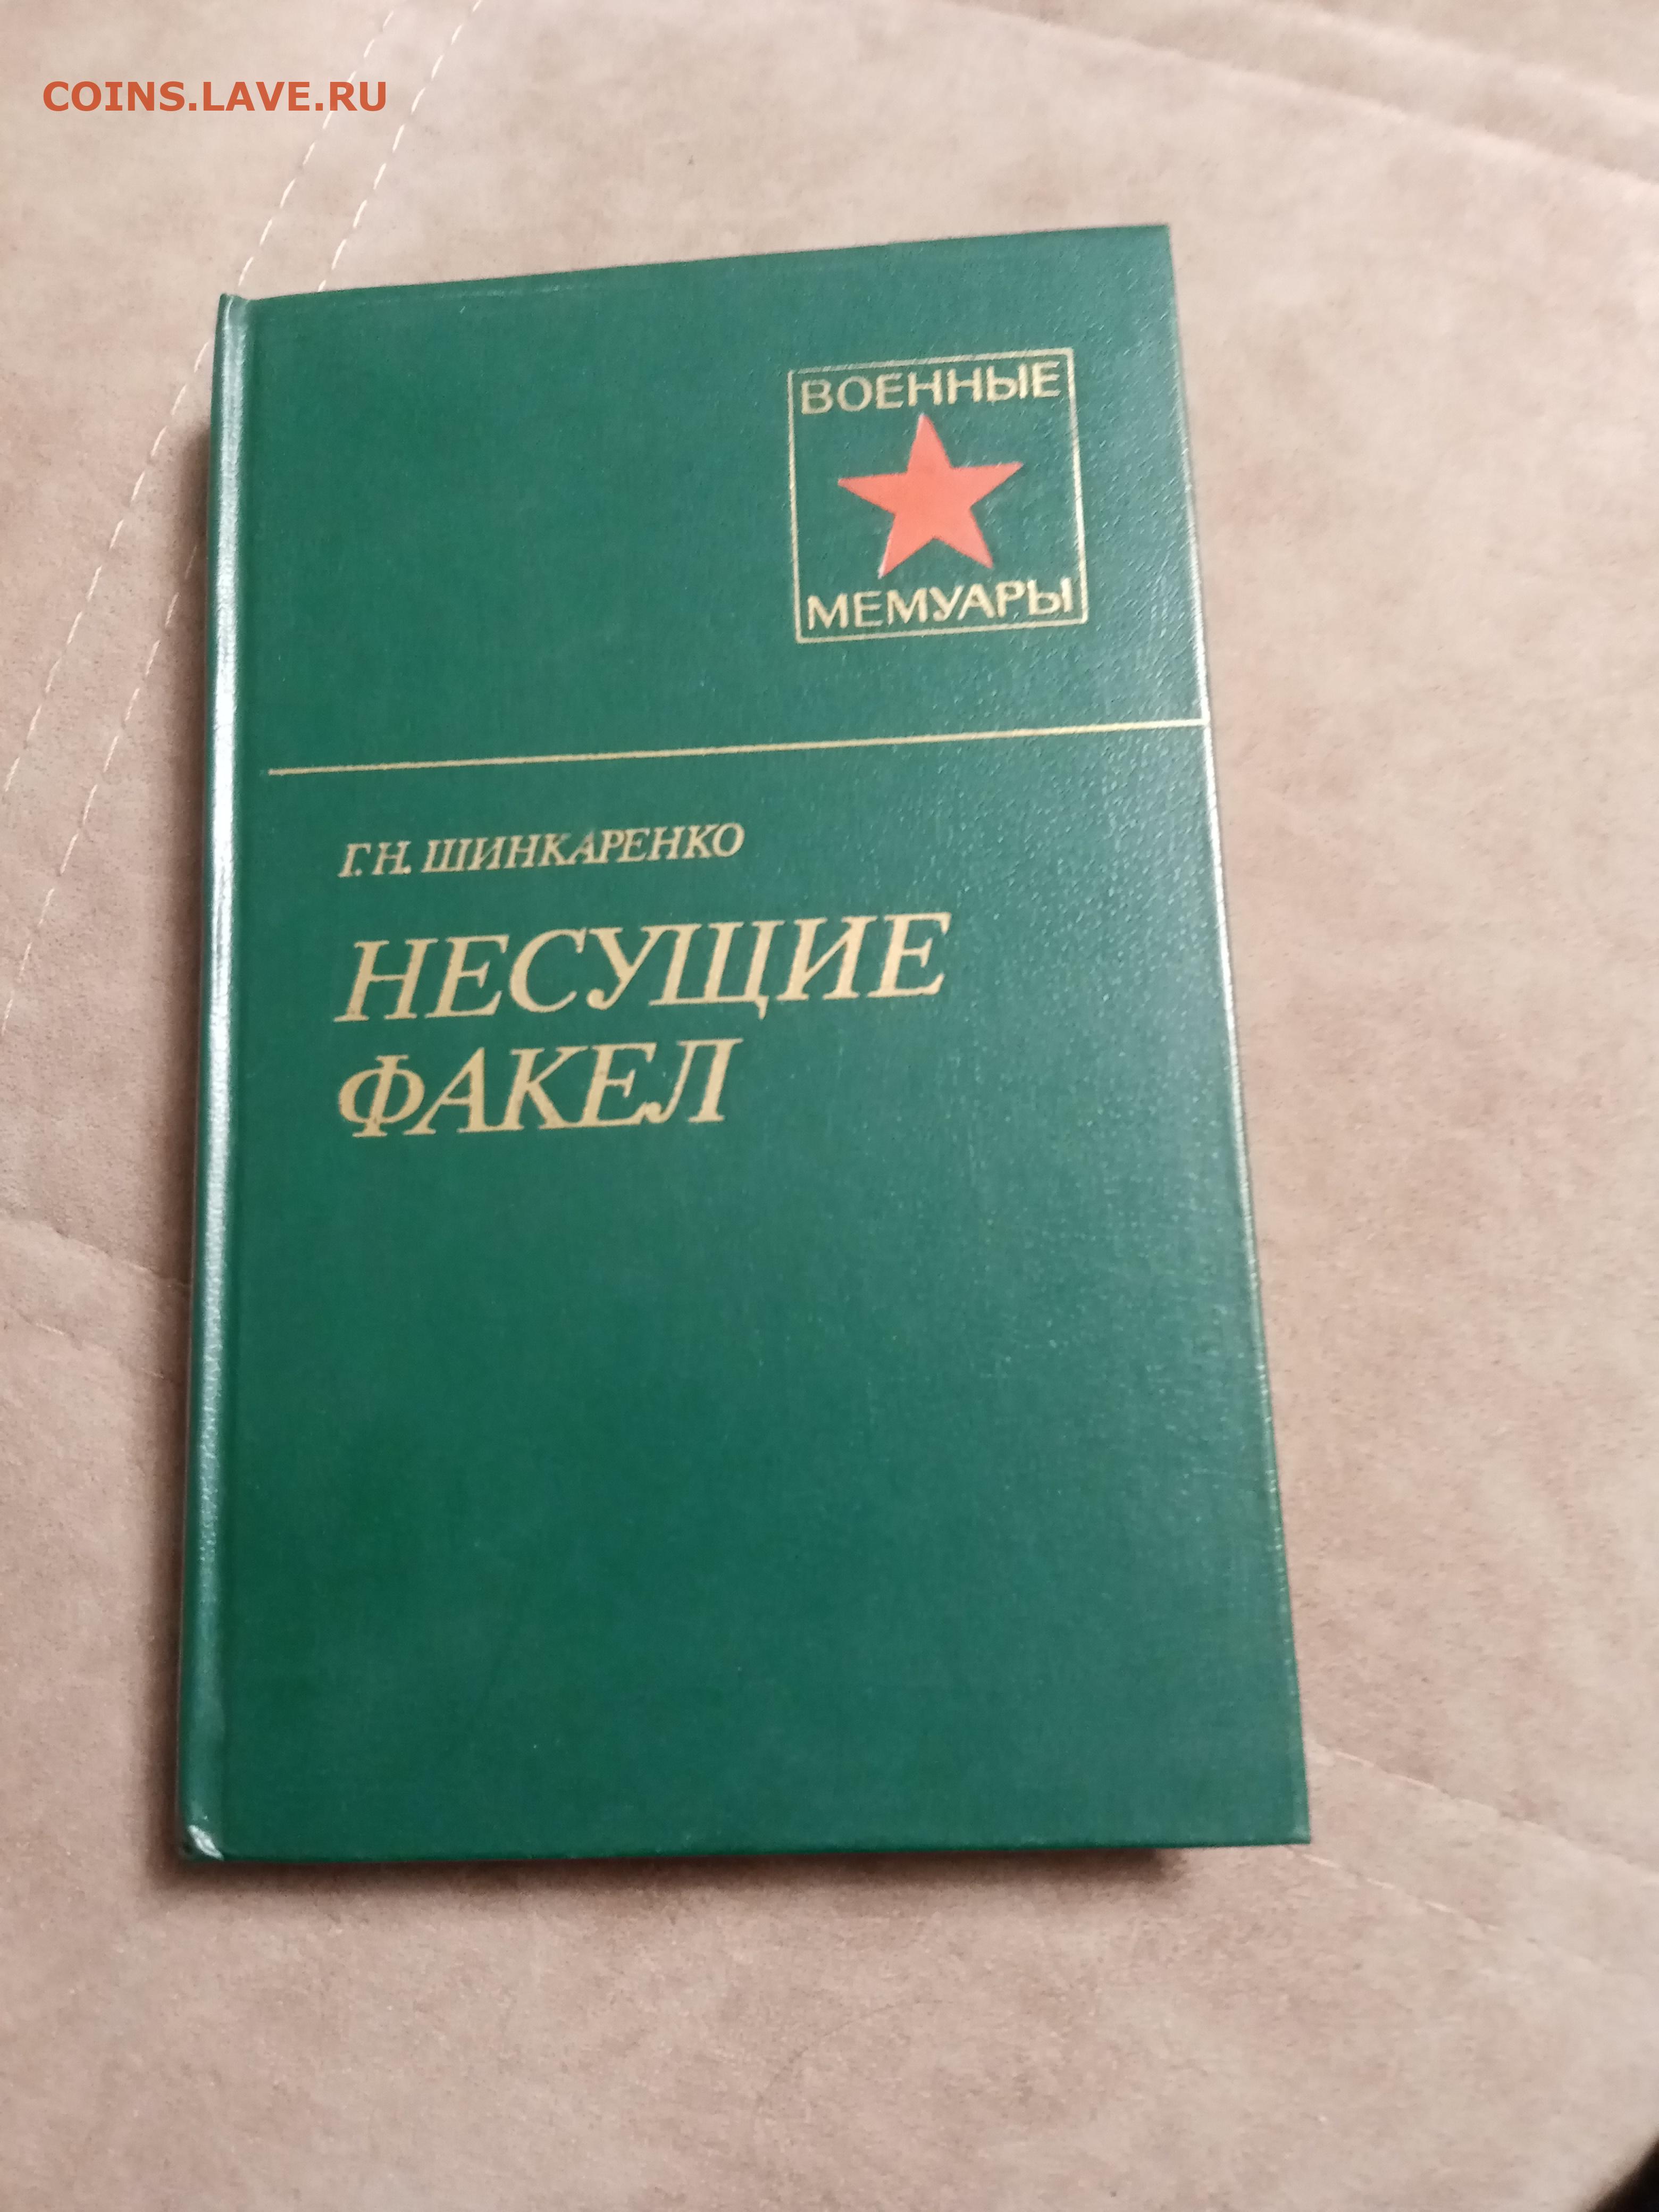 COINS.LAVE.RU
ВОЕННЫЕ
МЕМУАРЫ
Г.Н. ШИНКАРЕНКО
НЕСУЩИЕ
ФАКЕЛ